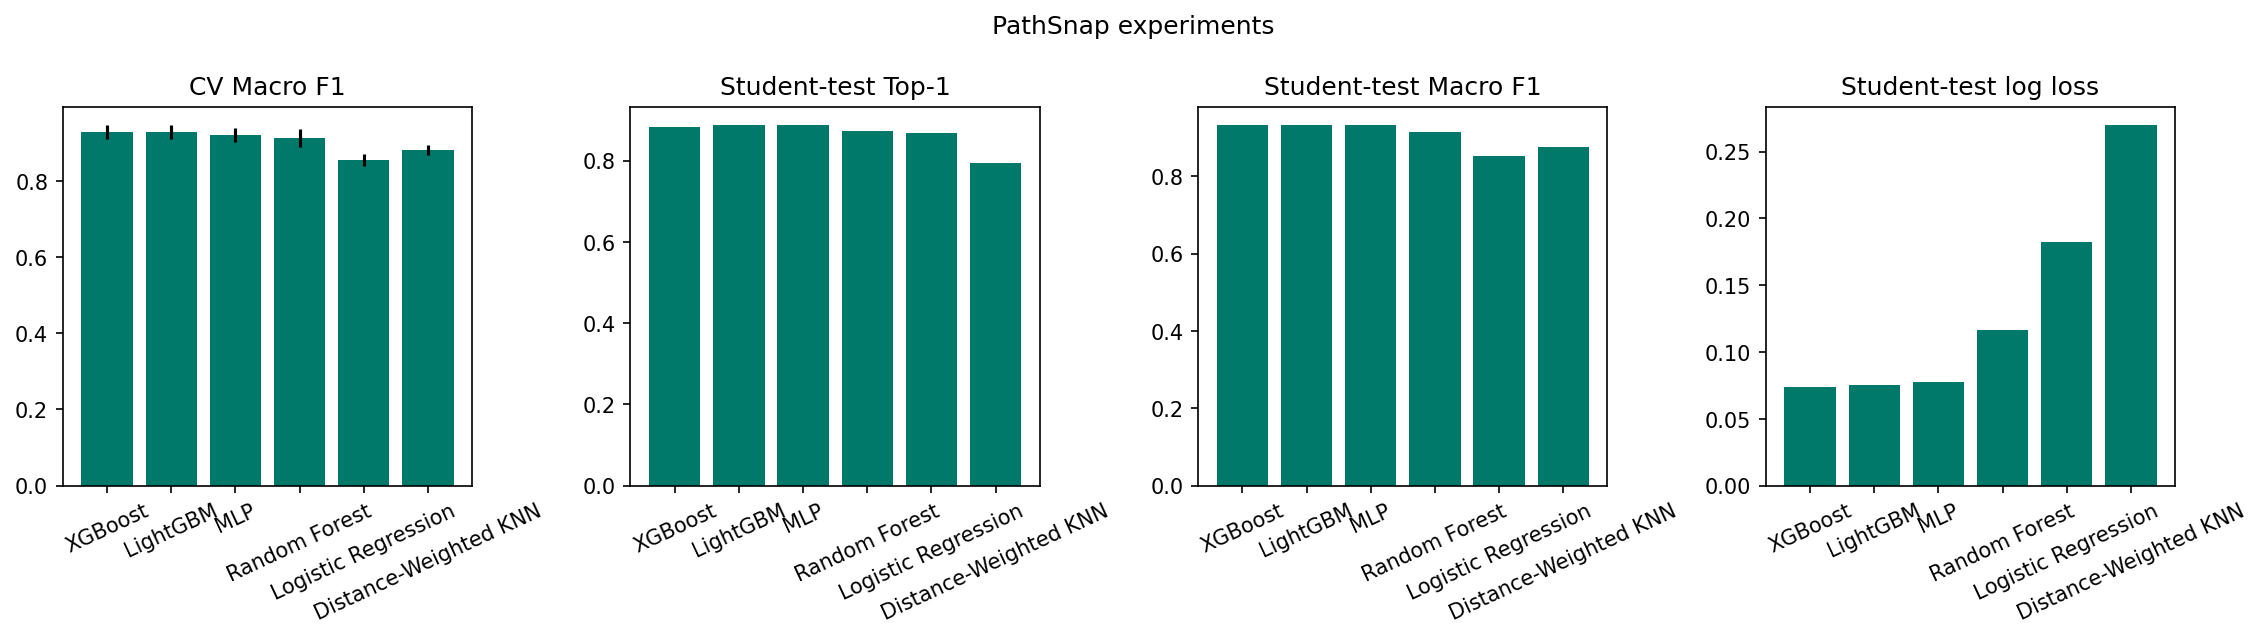 PathSnap experiments
CV Macro F1
0.8
0.6
0.4
0.2
0.0
XGBoost
LightGBM
MLP
Random Forest
Logistic Regression
Distance-Weighted KNN
Student-test Top-1
0.8
0.6
0.4
0.2
0.0
XGBoost
LightGBM
MLP
Random Forest
Logistic Regression
Distance-Weighted KNN
Student-test Macro F1
0.8
0.6
0.4
0.2
0.0
XGBoost
LightGBM
MLP
Random Forest
Logistic Regression
Distance-Weighted KNN
Student-test log loss
0.25
0.20
0.15
0.10
0.05
0.00
XGBoost
LightGBM
MLP
Random Forest
Logistic Regression
Distance-Weighted KNN